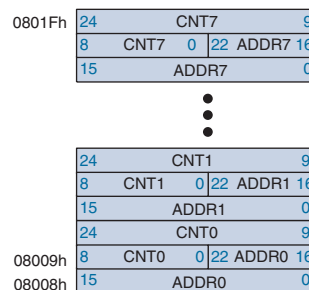 0801Fh 24 CNT7 9
8 CNT7 0 22 ADDR7 16
15 ADDR7 0
24 CNT1 9
8 CNT1 0 22 ADDR1 16
15 ADDR1 0
24 CNT0 9
08009h 8 CNT0 0 22 ADDR0 16
08008h 15 ADDR0 0